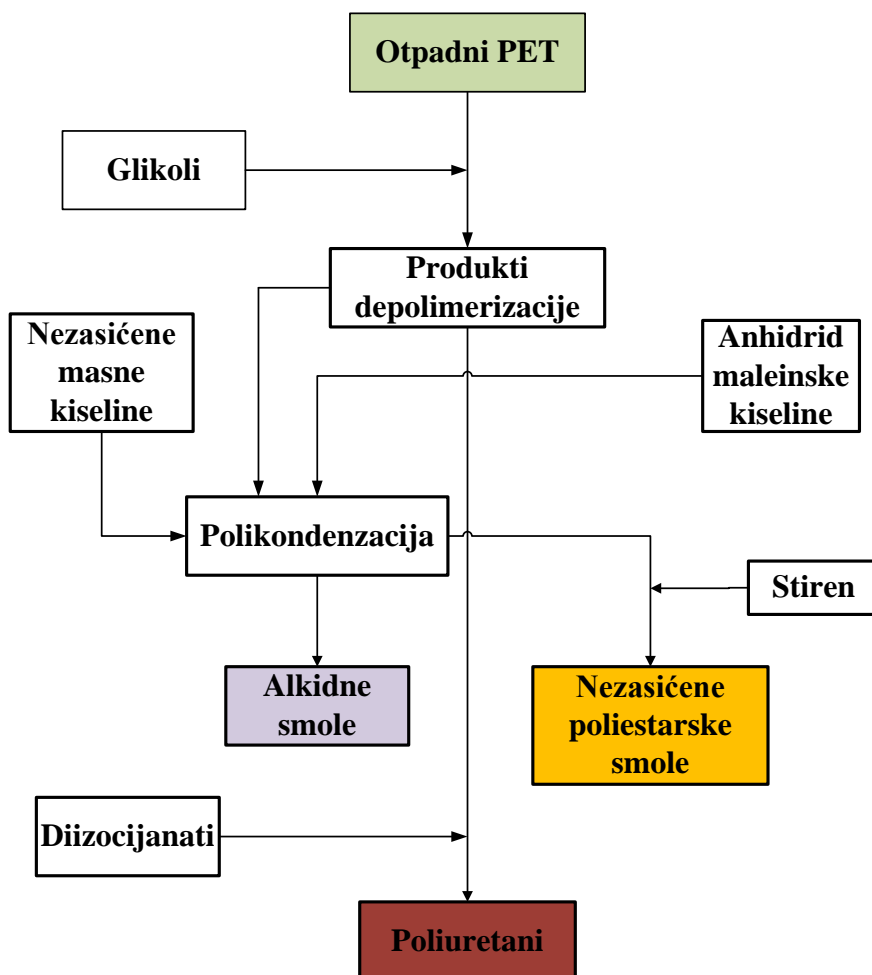 Otpadni PET
Glikoli
Produkti
depolimerizacije
Nezasićene
masne
kiseline
Anhidrid
maleinske
kiseline
Polikondenzacija
Stiren
Alkidne
smole
Nezasićene
poliestarske
smole
Diizocijanati
Poliuretani